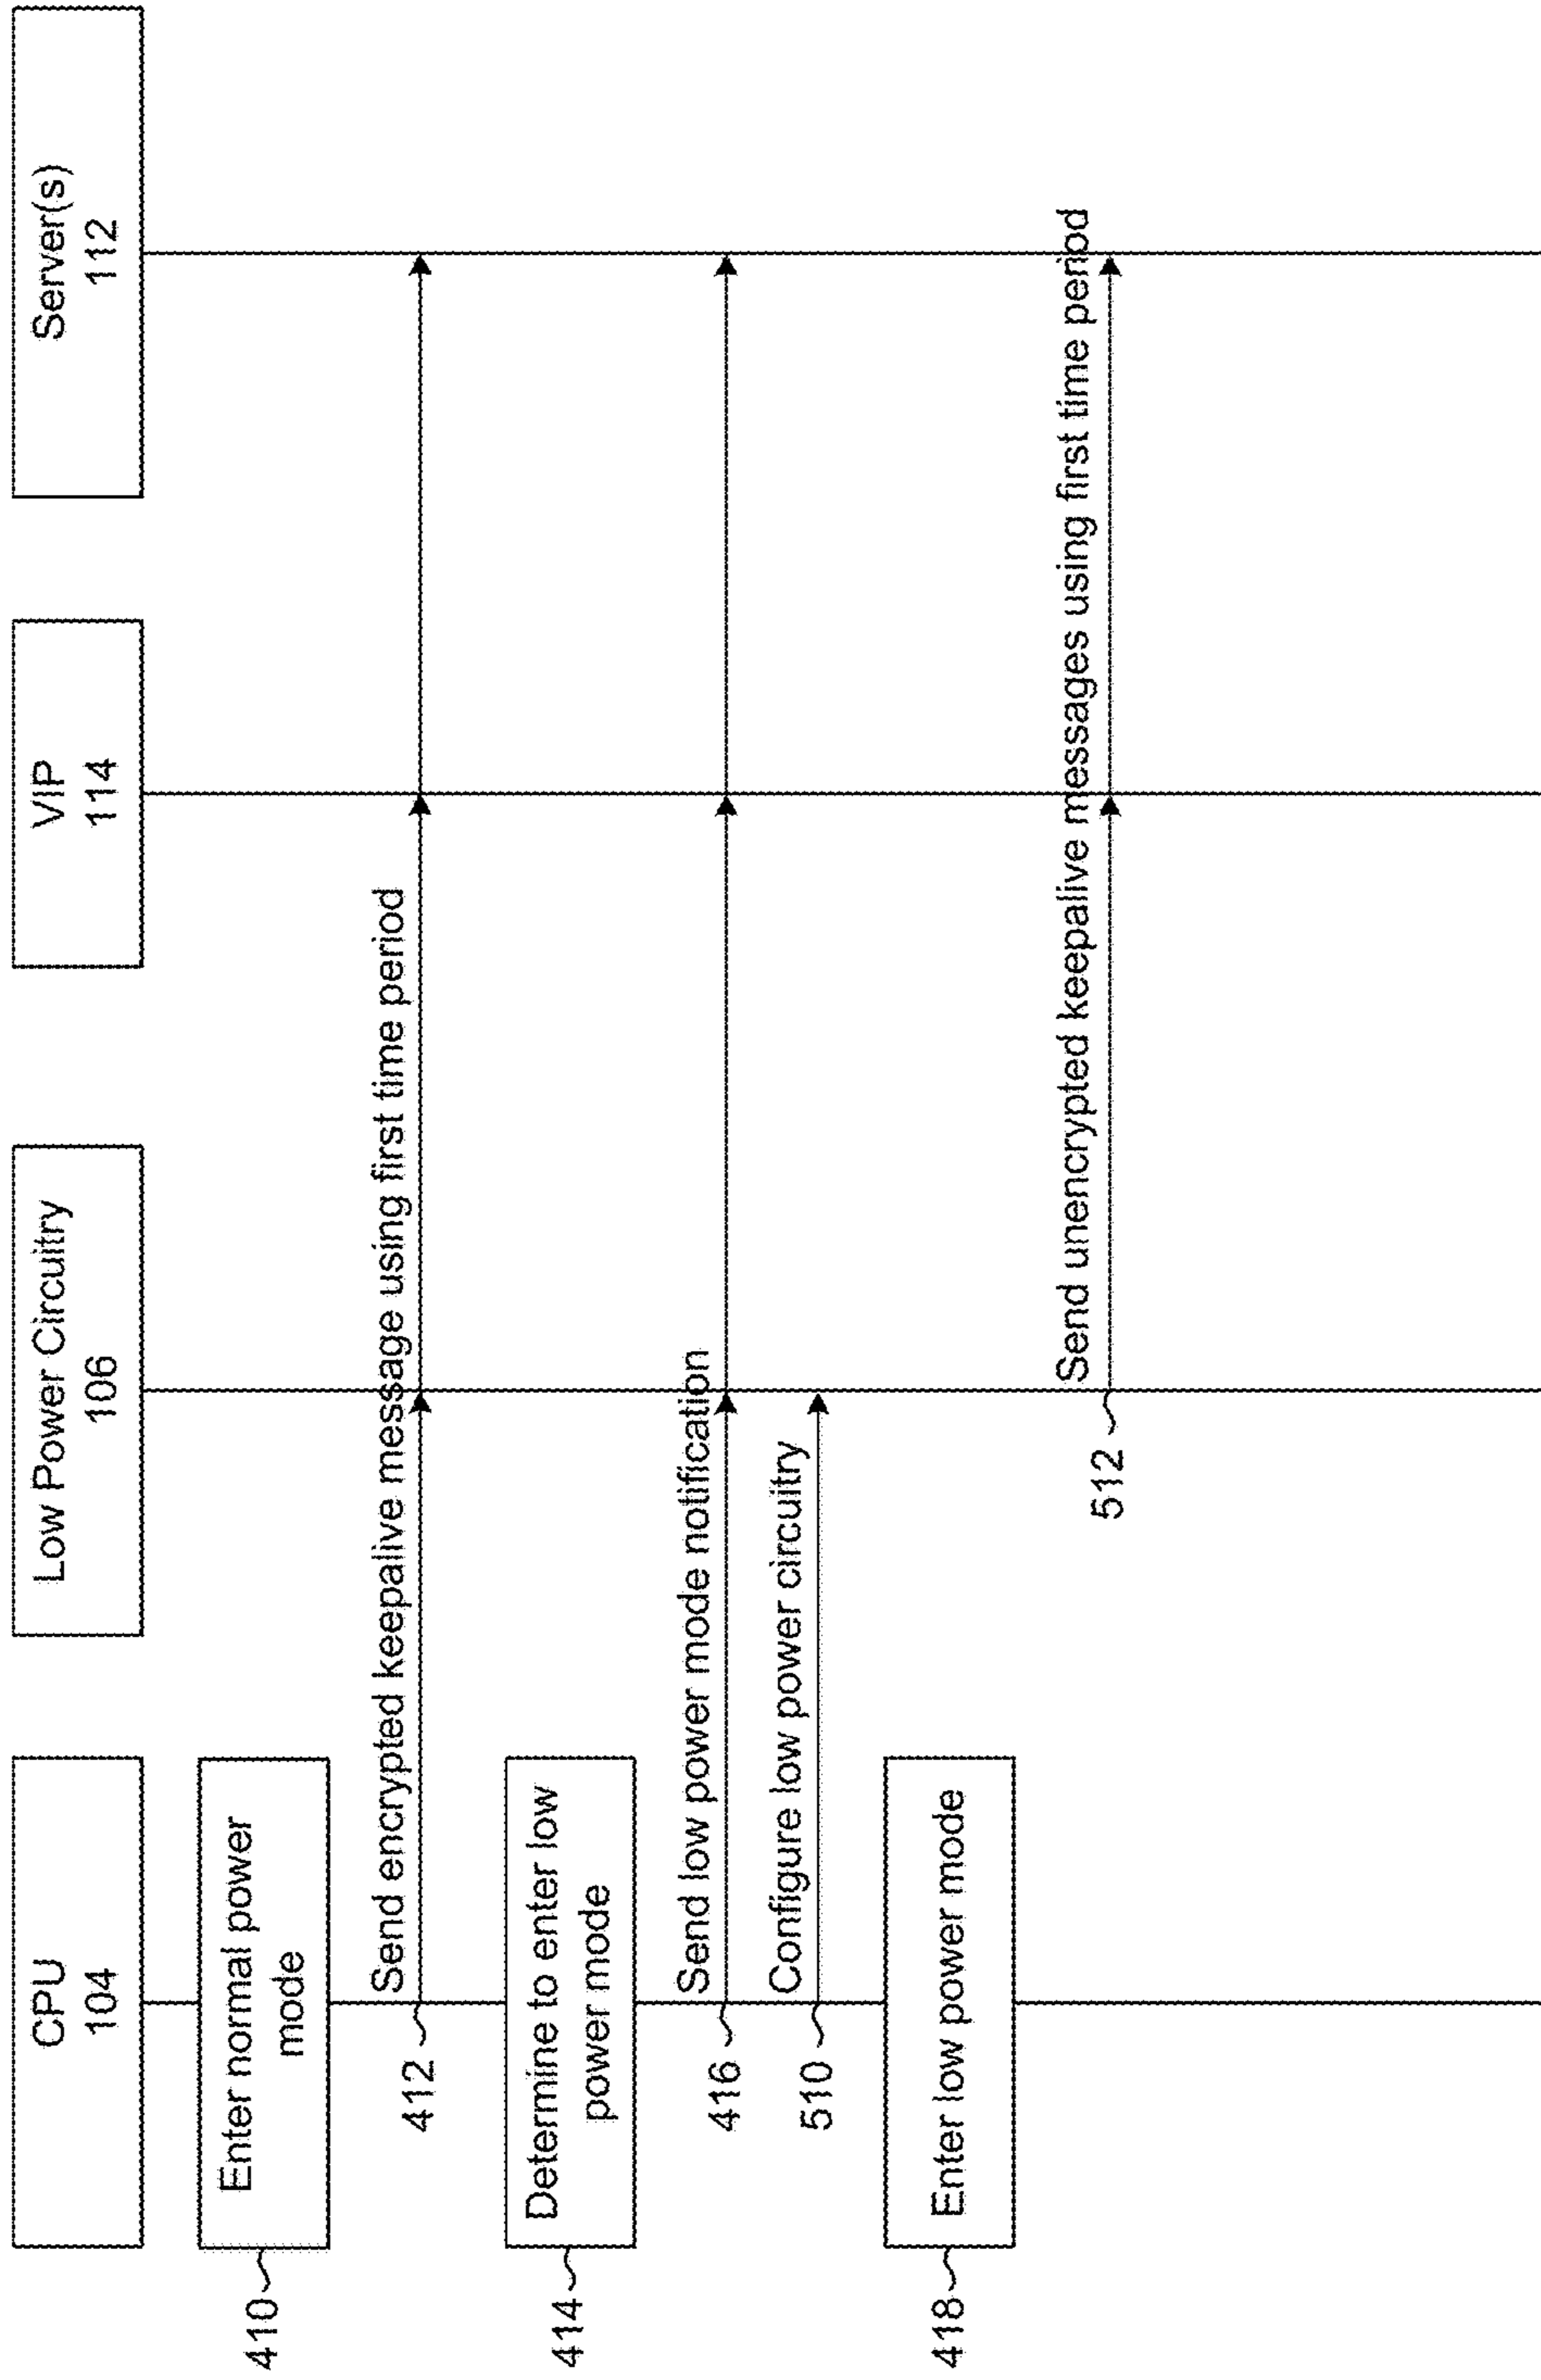 CPU
104
Low Power Circuitry
106
VIP
114
Server(s)
112
410
Enter normal power
mode
Send encrypted keepalive message using first time period
412
414
Determine to enter low
power mode
Send low power mode notification
416
Configure low power circuitry
510
418
Enter low power mode
Send unencrypted keepalive messages using first time period
512